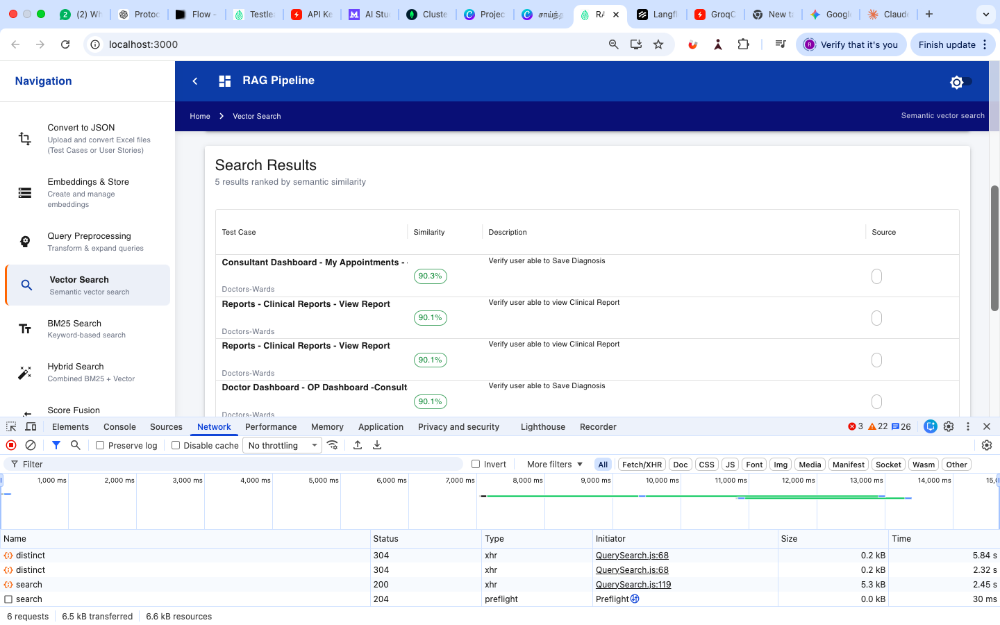 (2) Wh
Proto
Flow -
Testle
API Ke
AI Stu
Cluste
Projec
சாய்ந்த
RA
Langfl
GroqC
New ta
Googl
Claud
localhost:3000
Verify that it's you
Finish update
Navigation
RAG Pipeline
Home
Vector Search
Semantic vector search
Convert to JSON
Upload and convert Excel files
(Test Cases or User Stories)
Embeddings & Store
Create and manage
embeddings
Query Preprocessing
Transform & expand queries
Vector Search
Semantic vector search
BM25 Search
Keyword-based search
Hybrid Search
Combined BM25 + Vector
Score Fusion
Search Results
5 results ranked by semantic similarity
Test Case Similarity Description Source
Consultant Dashboard - My Appointments -
Doctors-Wards
90.3%
Verify user able to Save Diagnosis
Reports - Clinical Reports - View Report
Doctors-Wards
90.1%
Verify user able to view Clinical Report
Reports - Clinical Reports - View Report
Doctors-Wards
90.1%
Verify user able to view Clinical Report
Doctor Dashboard - OP Dashboard -Consult
Doctors-Wards
90.1%
Verify user able to Save Diagnosis
Elements Console Sources Network Performance Memory Application Privacy and security Lighthouse Recorder 3 22 26
Preserve log Disable cache No throttling
Filter Invert More filters All Fetch/XHR Doc CSS JS Font Img Media Manifest Socket Wasm Other
1,000 ms 2,000 ms 3,000 ms 4,000 ms 5,000 ms 6,000 ms 7,000 ms 8,000 ms 9,000 ms 10,000 ms 11,000 ms 12,000 ms 13,000 ms 14,000 ms 15,0
Name Status Type Initiator Size Time
distinct 304 xhr QuerySearch.js:68 0.2 kB 5.84 s
distinct 304 xhr QuerySearch.js:68 0.2 kB 2.32 s
search 200 xhr QuerySearch.js:119 5.3 kB 2.45 s
search 204 preflight Preflight 0.0 kB 30 ms
6 requests 6.5 kB transferred 6.6 kB resources